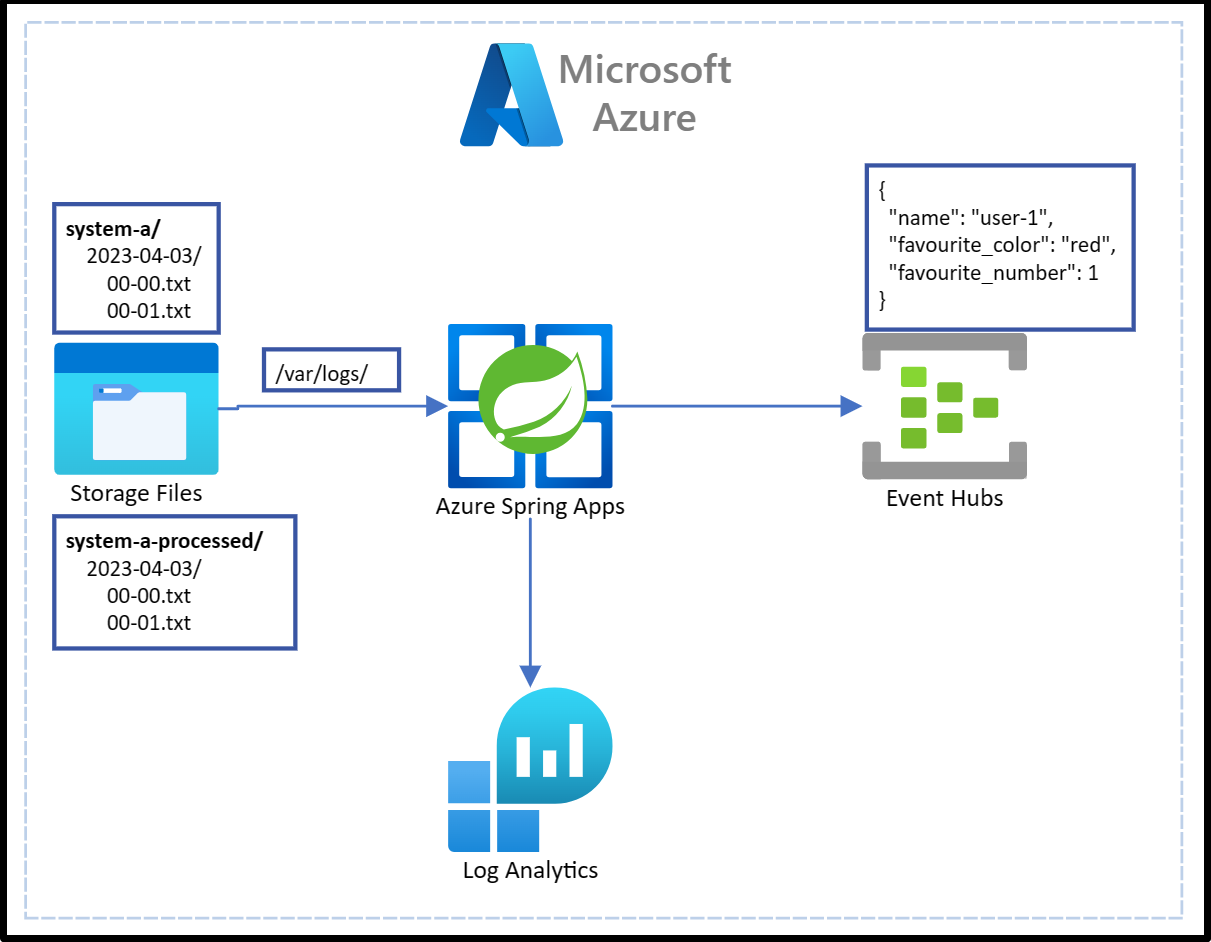 Microsoft
Azure
system-a/
2023-04-03/
00-00.txt
00-01.txt
{
"name": "user-1",
"favourite_color": "red",
"favourite_number": 1
}
/var/logs/
Storage Files
Azure Spring Apps
Event Hubs
system-a-processed/
2023-04-03/
00-00.txt
00-01.txt
Log Analytics